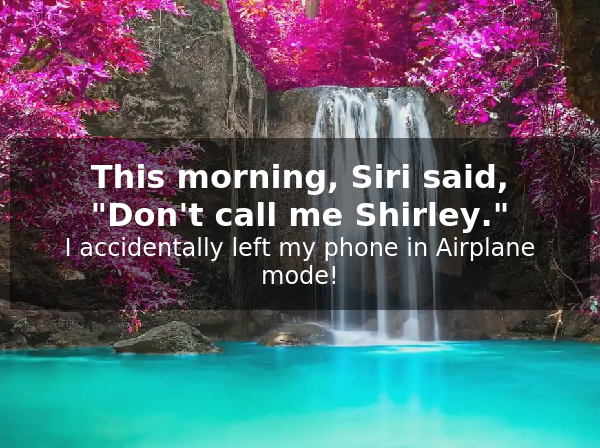 This morning, Siri said,
"Don't call me Shirley."
I accidentally left my phone in Airplane
mode!